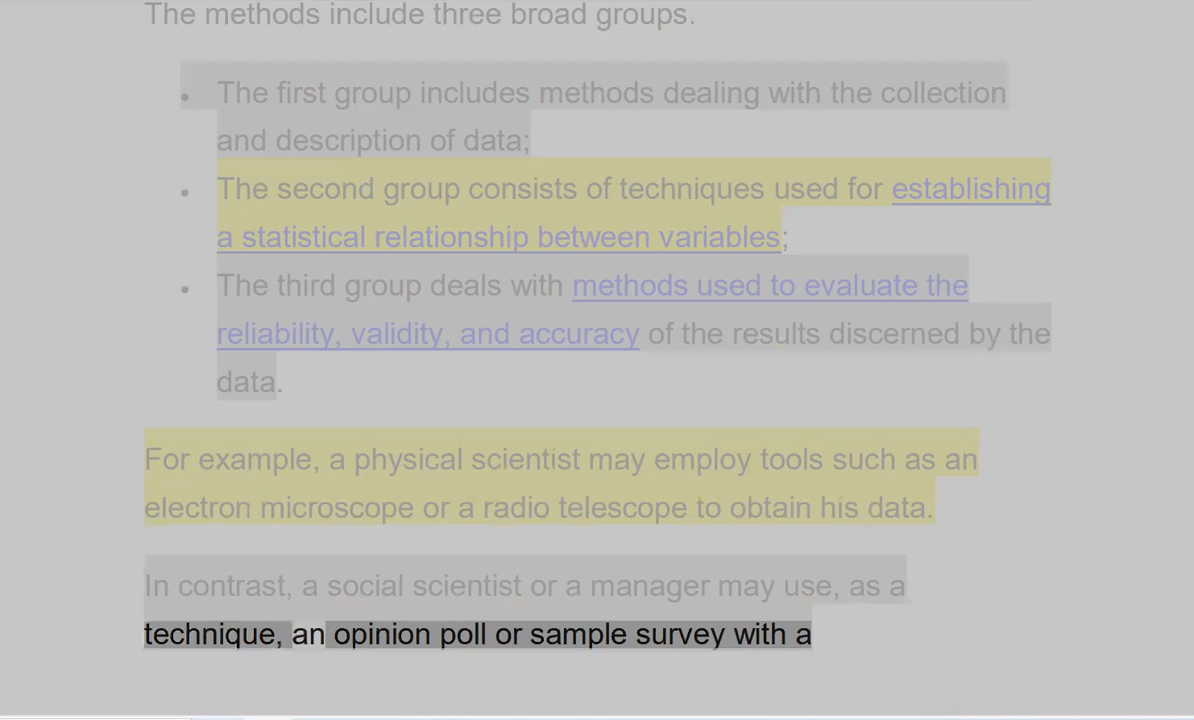 The methods include three broad groups.
• The first group includes methods dealing with the collection
and description of data;
• The second group consists of techniques used for establishing
a statistical relationship between variables;
• The third group deals with methods used to evaluate the
reliability, validity, and accuracy of the results discerned by the
data.
For example, a physical scientist may employ tools such as an
electron microscope or a radio telescope to obtain his data.
In contrast, a social scientist or a manager may use, as a
technique, an opinion poll or sample survey with a